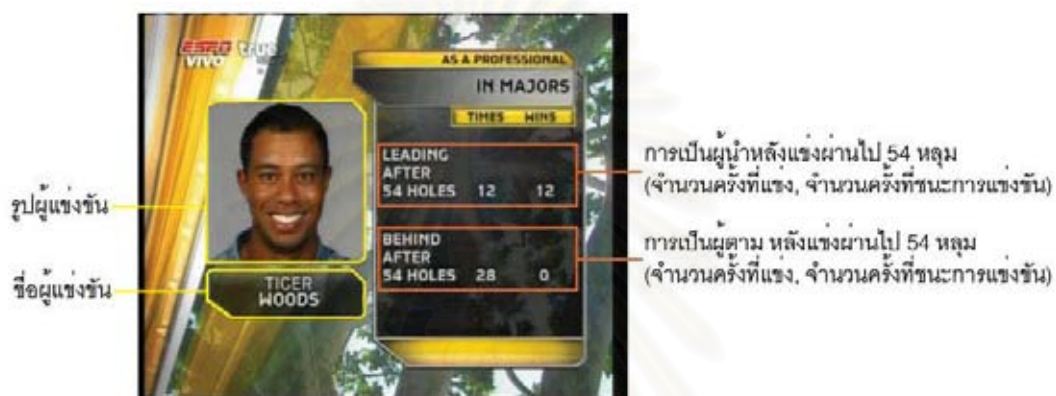 ESPN true
VIVO
AS A PROFESSIONAL
IN MAJORS
TIMES WINS
LEADING
AFTER
54 HOLES 12 12
BEHIND
AFTER
54 HOLES 28 0
TIGER
WOODS
รูปผู้แข่งขัน
ชื่อผู้แข่งขัน
การเป็นผู้นำหลังแข่งผ่านไป 54 หลุม
(จำนวนครั้งที่แข่ง, จำนวนครั้งที่ชนะการแข่งขัน)
การเป็นผู้ตาม หลังแข่งผ่านไป 54 หลุม
(จำนวนครั้งที่แข่ง, จำนวนครั้งที่ชนะการแข่งขัน)